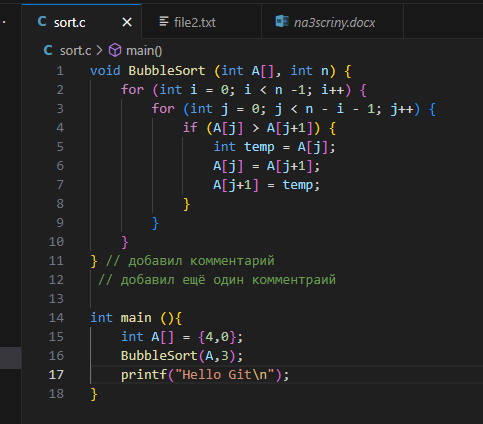 C sort.c × file2.txt na3scriny.docx
C sort.c > main()
1 void BubbleSort (int A[], int n) {
2 for (int i = 0; i < n -1; i++) {
3 for (int j = 0; j < n - i - 1; j++) {
4 if (A[j] > A[j+1]) {
5 int temp = A[j];
6 A[j] = A[j+1];
7 A[j+1] = temp;
8 }
9 }
10 }
11 } // добавил комментарий
12 // добавил ещё один комментраий
13
14 int main (){
15 int A[] = {4,0};
16 BubbleSort(A,3);
17 printf("Hello Git\n");
18 }